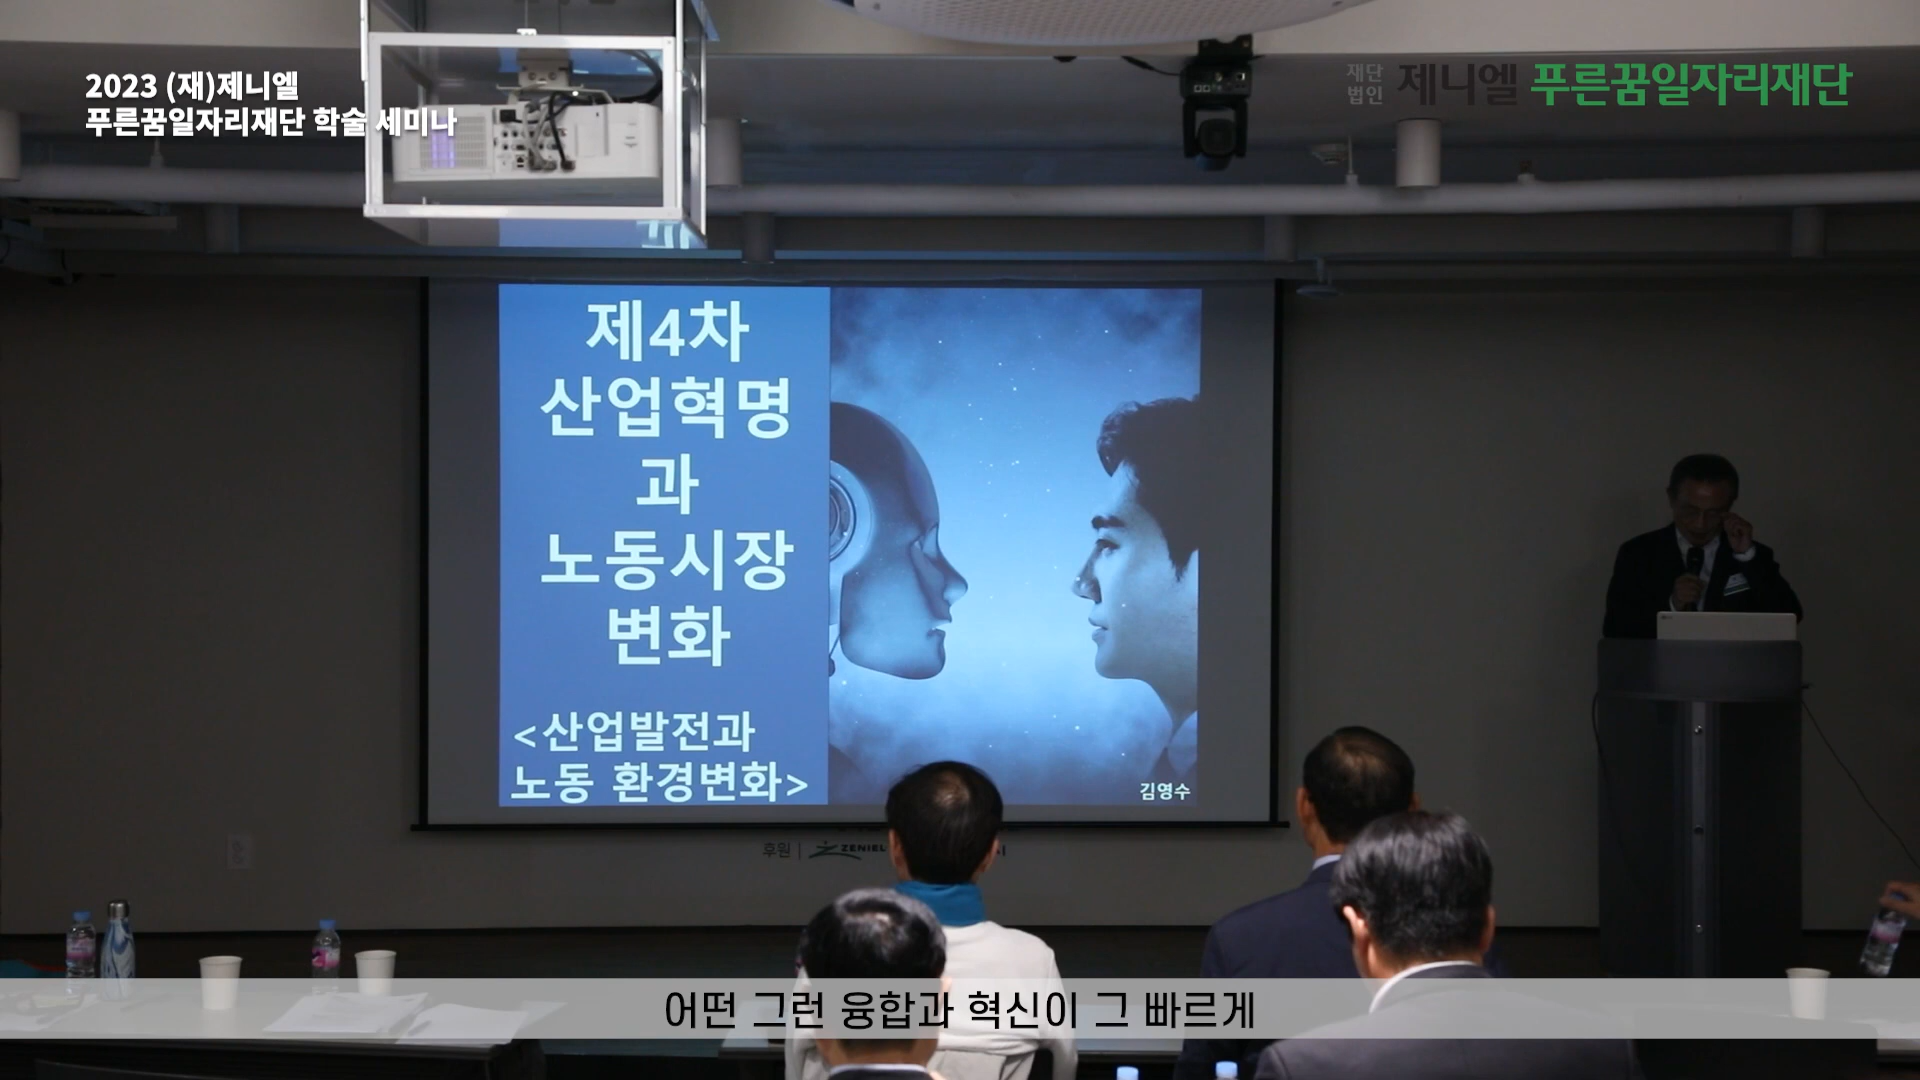 2023 (재)제니엘
푸른꿈일자리재단 학술 세미나
재단
법인
제니엘 푸른꿈일자리재단
제4차
산업혁명
과
노동시장
변화
<산업발전과
노동 환경변화>
김영수
후원 | ZENIEL
어떤 그런 융합과 혁신이 그 빠르게